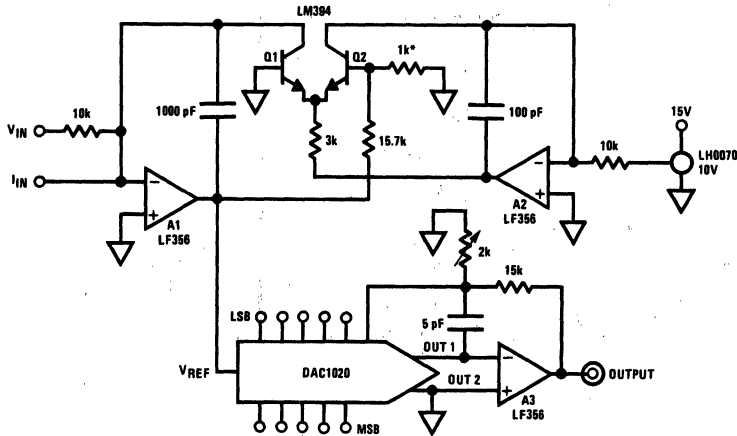 LM394
Q1
Q2
1k*
10k
1000 pF
100 pF
15V
VIN
3k
15.7k
10k
LH0070
10V
IIN
−
+
A1
LF356
−
+
A2
LF356
2k
15k
LSB
5 pF
OUT 1
VREF
DAC1020
OUT 2
−
+
OUTPUT
A3
LF356
MSB